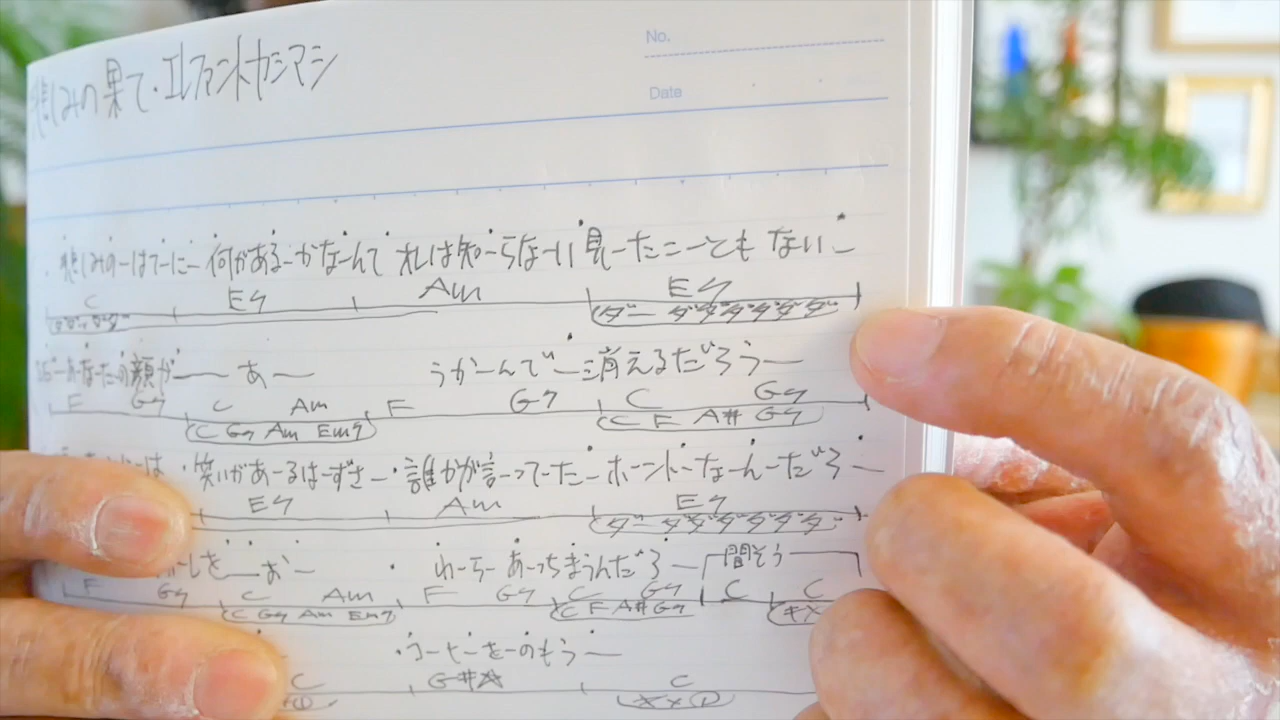 悲しみの果て・エレファントカシマシ
No.
Date
悲しみのーはてーにー 何があるーかなーんて オレは知ーらなーい 見ーたこーとも ないー
C E7 Am E7
ダー ダダダダダダ
あーなーたの顔がー あー うかーんでー 消えるだろうー
F G7 C Am F G7 C G7
C G7 Am Em7 C F A# G7
は 笑いがあーるはーずさー 誰かが言ーってーたー ホーントーなーんーだろー
E7 Am E7
ダー ダダダダダダ
しをー おー わーらー あっちまうんだろー 間そう
F G7 C Am F G7 C G7 C C
C G7 Am Em7 C F A# G7
コーヒーをーのもうー
C G# C